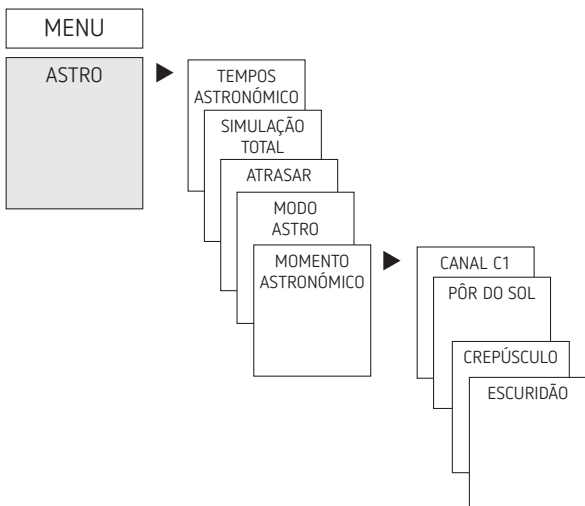 MENU
ASTRO
TEMPOS
ASTRONÓMICO
SIMULAÇÃO
TOTAL
ATRASAR
MODO
ASTRO
MOMENTO
ASTRONÓMICO
CANAL C1
PÔR DO SOL
CREPÚSCULO
ESCURIDÃO